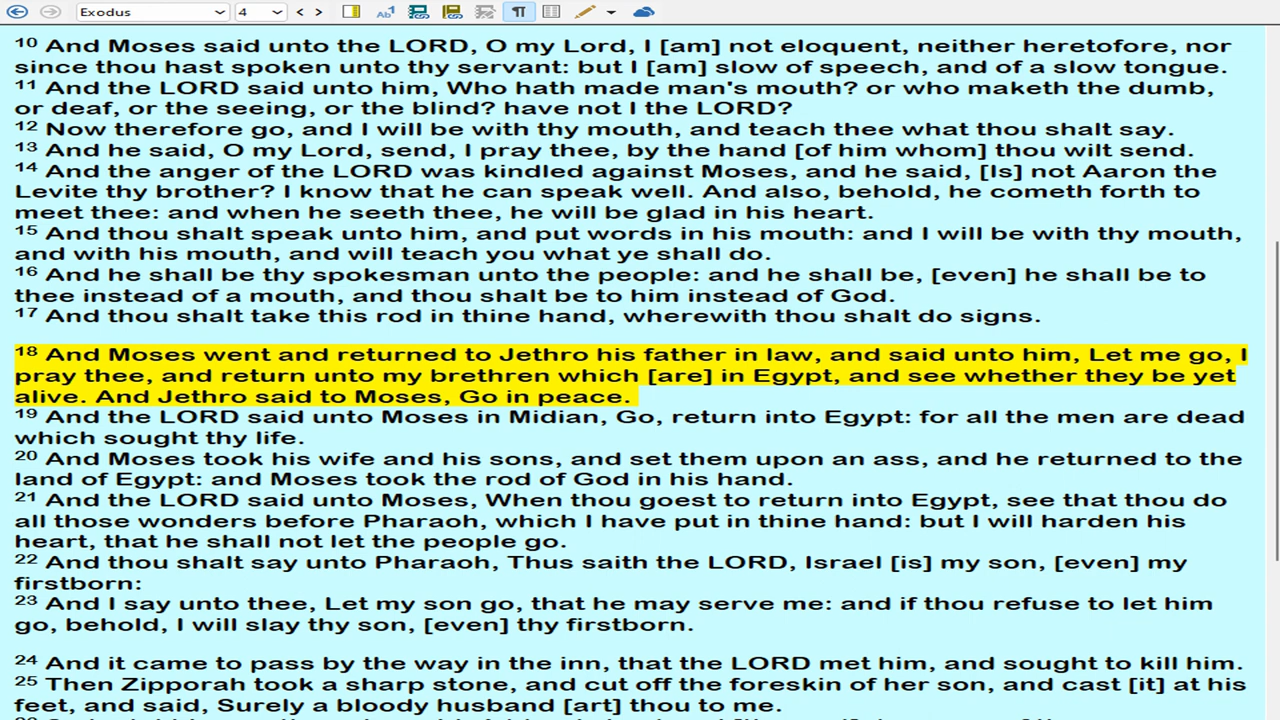 Exodus 4 < >
10 And Moses said unto the LORD, O my Lord, I [am] not eloquent, neither heretofore, nor
since thou hast spoken unto thy servant: but I [am] slow of speech, and of a slow tongue.
11 And the LORD said unto him, Who hath made man's mouth? or who maketh the dumb,
or deaf, or the seeing, or the blind? have not I the LORD?
12 Now therefore go, and I will be with thy mouth, and teach thee what thou shalt say.
13 And he said, O my Lord, send, I pray thee, by the hand [of him whom] thou wilt send.
14 And the anger of the LORD was kindled against Moses, and he said, [Is] not Aaron the
Levite thy brother? I know that he can speak well. And also, behold, he cometh forth to
meet thee: and when he seeth thee, he will be glad in his heart.
15 And thou shalt speak unto him, and put words in his mouth: and I will be with thy mouth,
and with his mouth, and will teach you what ye shall do.
16 And he shall be thy spokesman unto the people: and he shall be, [even] he shall be to
thee instead of a mouth, and thou shalt be to him instead of God.
17 And thou shalt take this rod in thine hand, wherewith thou shalt do signs.
18 And Moses went and returned to Jethro his father in law, and said unto him, Let me go, I
pray thee, and return unto my brethren which [are] in Egypt, and see whether they be yet
alive. And Jethro said to Moses, Go in peace.
19 And the LORD said unto Moses in Midian, Go, return into Egypt: for all the men are dead
which sought thy life.
20 And Moses took his wife and his sons, and set them upon an ass, and he returned to the
land of Egypt: and Moses took the rod of God in his hand.
21 And the LORD said unto Moses, When thou goest to return into Egypt, see that thou do
all those wonders before Pharaoh, which I have put in thine hand: but I will harden his
heart, that he shall not let the people go.
22 And thou shalt say unto Pharaoh, Thus saith the LORD, Israel [is] my son, [even] my
firstborn:
23 And I say unto thee, Let my son go, that he may serve me: and if thou refuse to let him
go, behold, I will slay thy son, [even] thy firstborn.
24 And it came to pass by the way in the inn, that the LORD met him, and sought to kill him.
25 Then Zipporah took a sharp stone, and cut off the foreskin of her son, and cast [it] at his
feet, and said, Surely a bloody husband [art] thou to me.